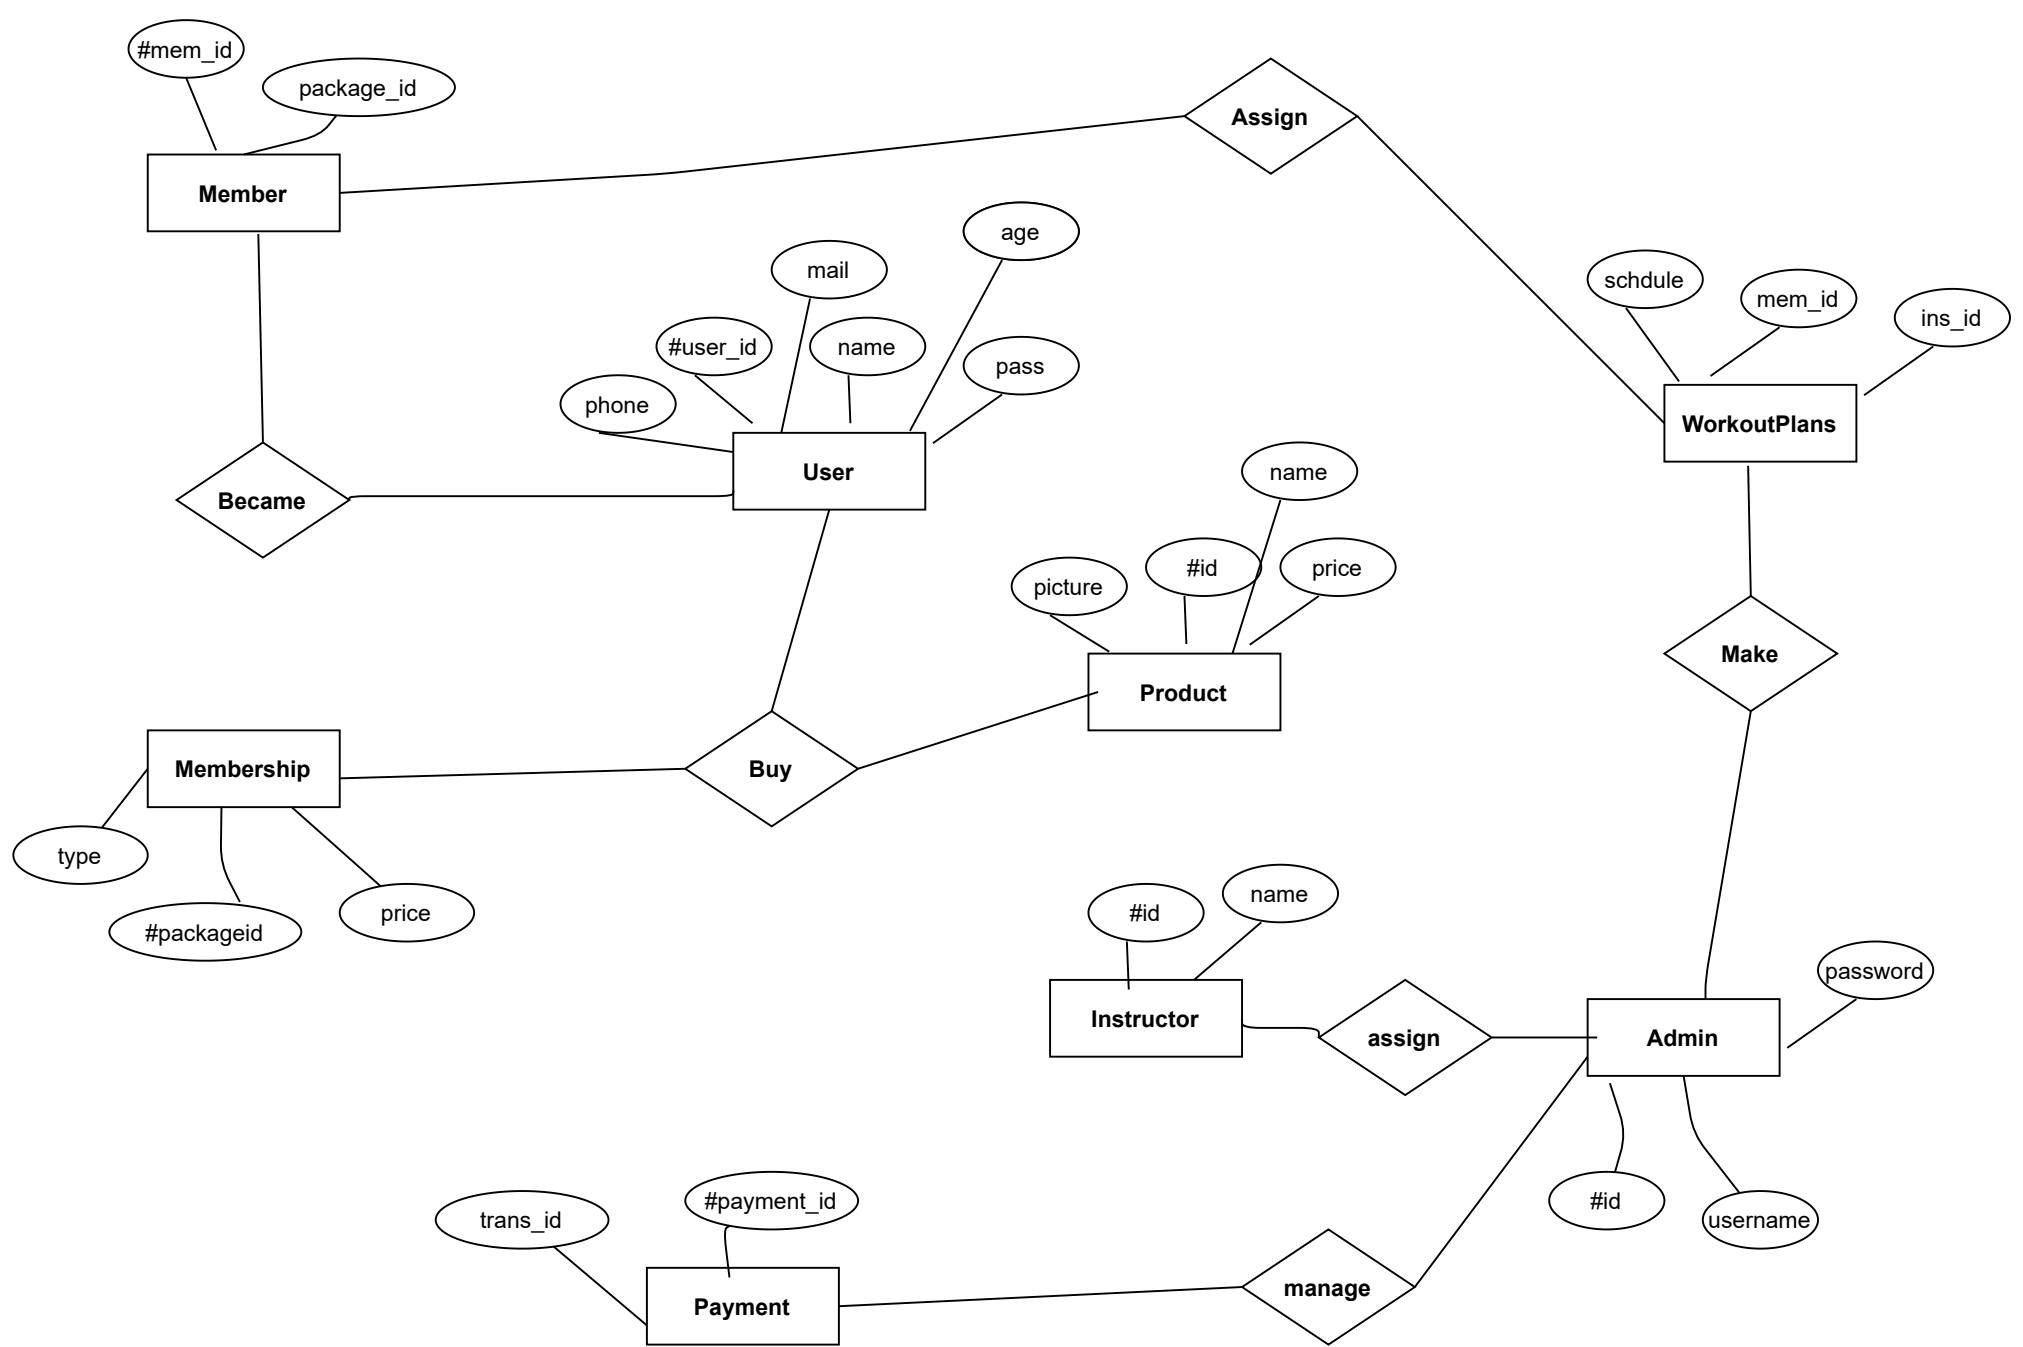 #mem_id
package_id
Assign
Member
age
mail
schdule
mem_id
ins_id
#user_id
name
pass
phone
WorkoutPlans
User
name
Became
#id
price
picture
Make
Product
Membership
Buy
type
#packageid
price
#id
name
password
Instructor
assign
Admin
#payment_id
#id
trans_id
username
manage
Payment